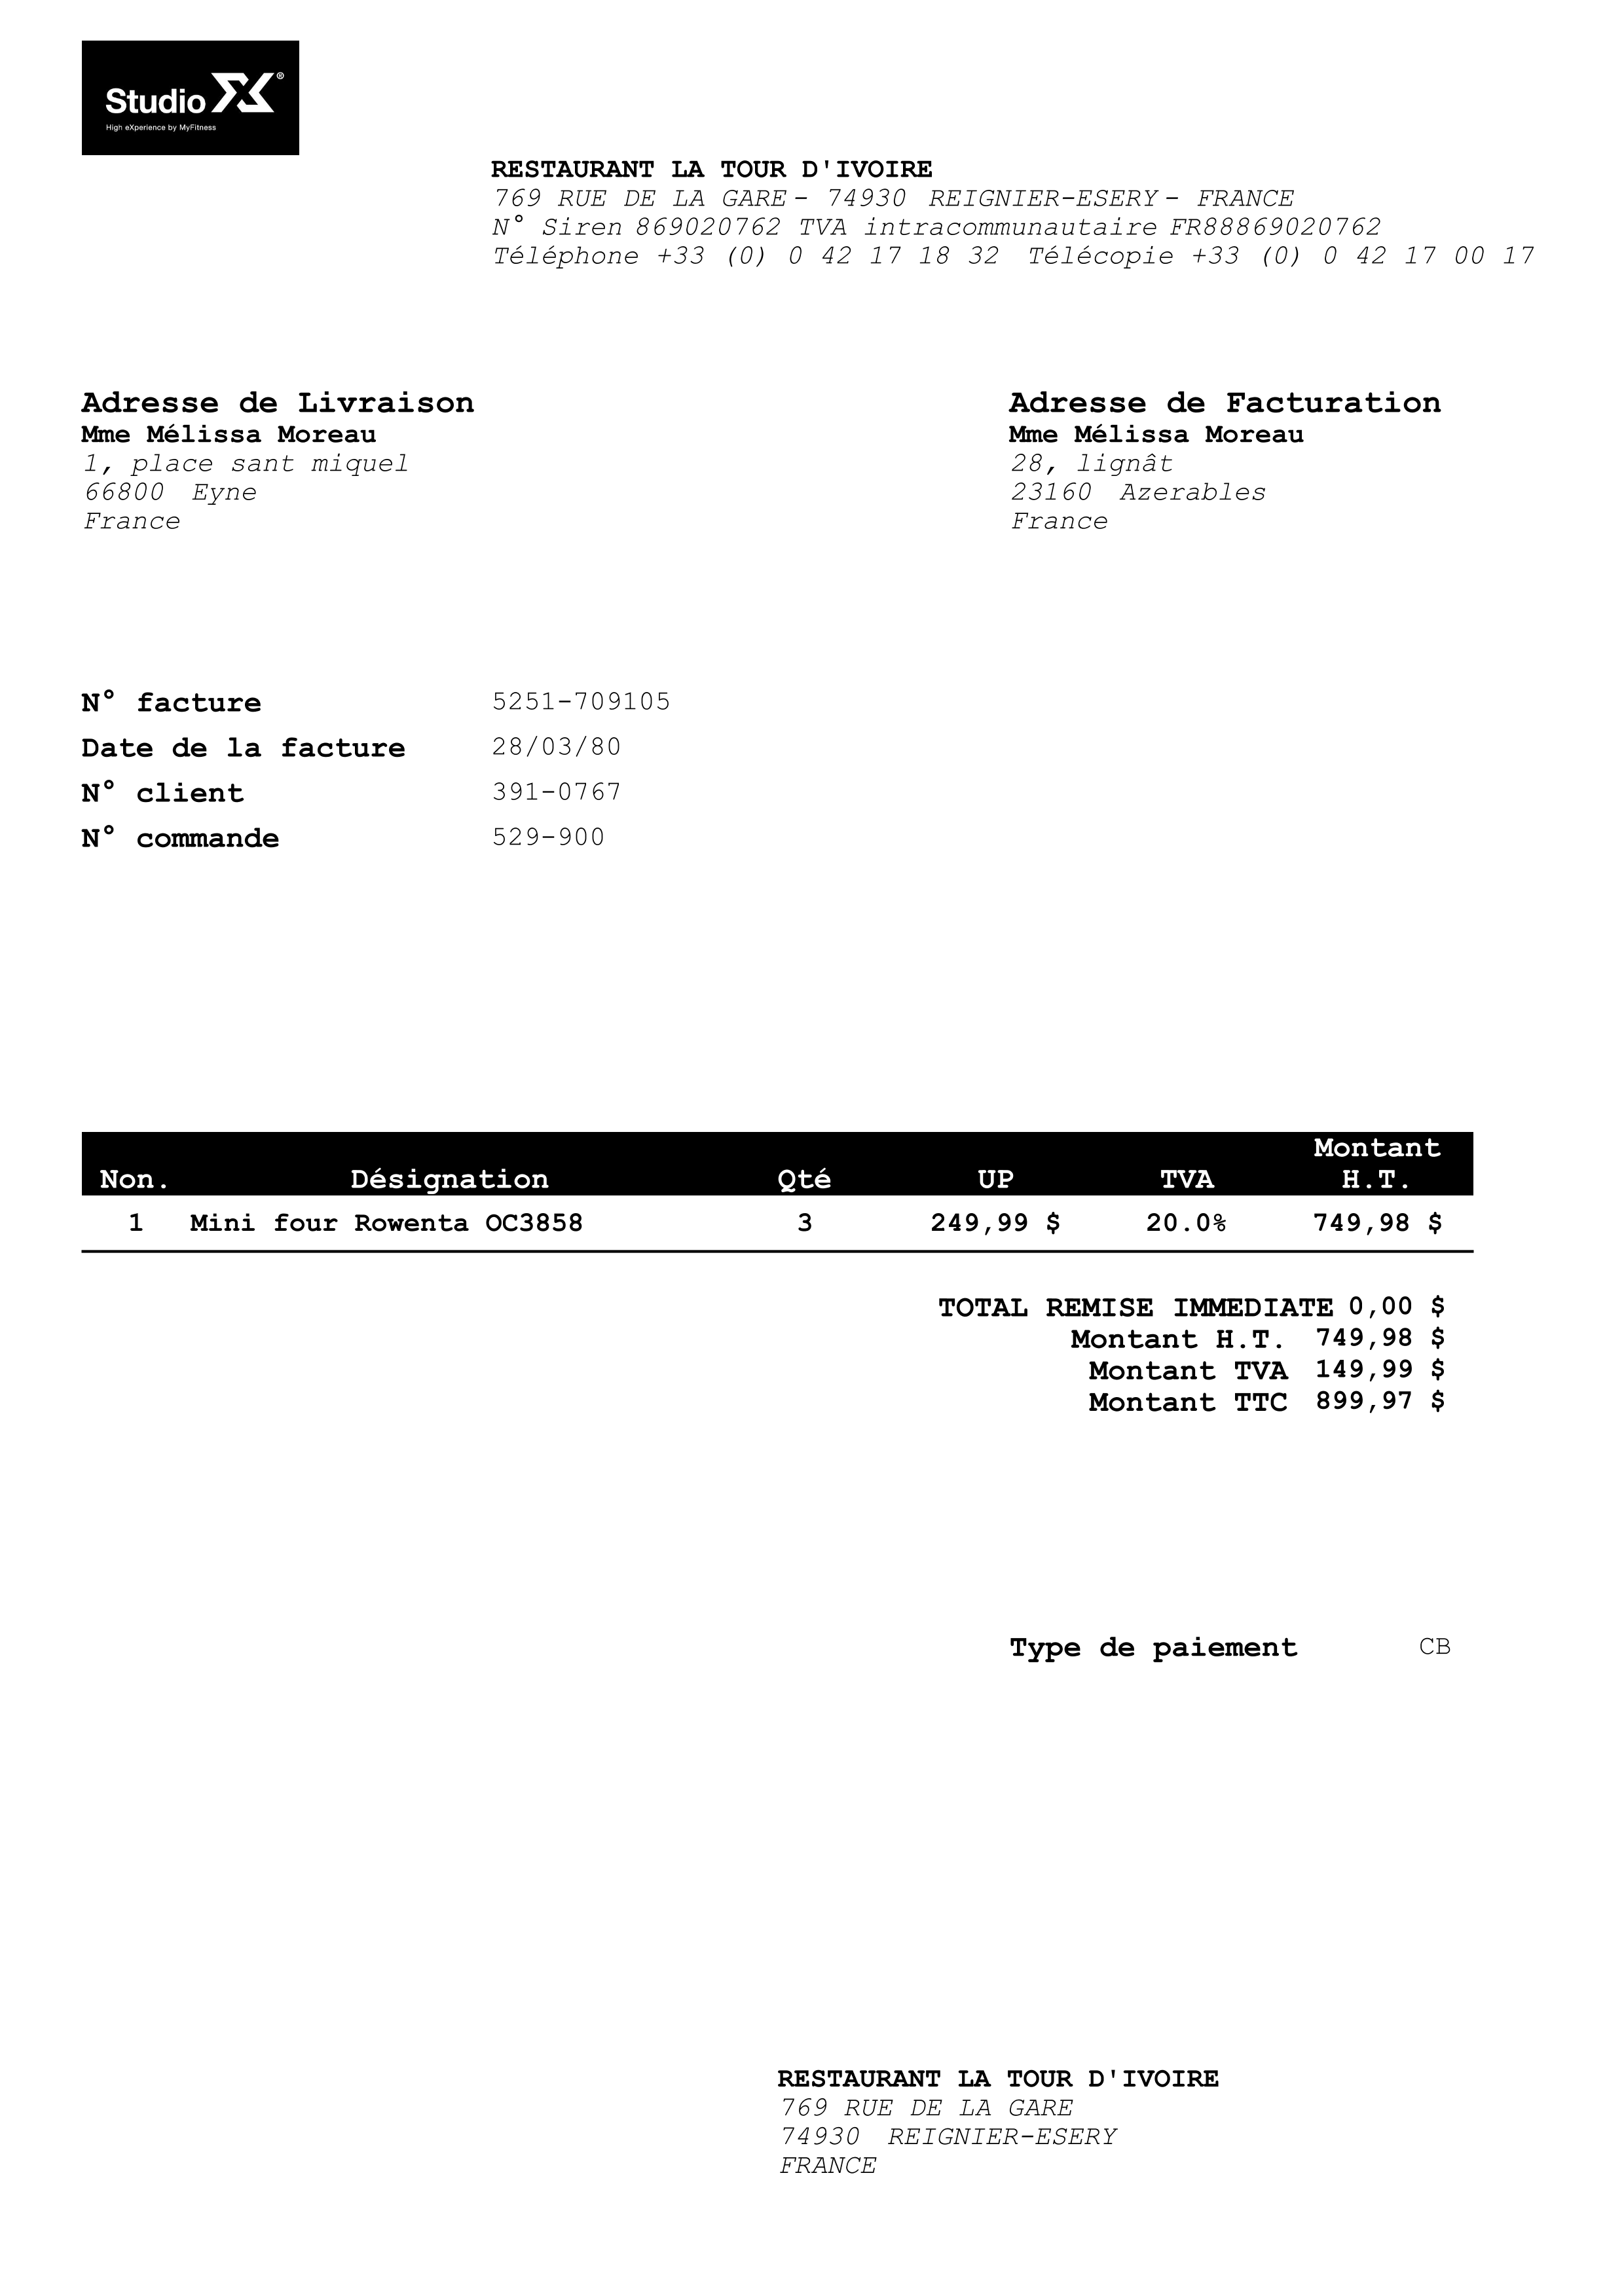 Studio X®
High eXperience by MyFitness
RESTAURANT LA TOUR D'IVOIRE
769 RUE DE LA GARE - 74930 REIGNIER-ESERY - FRANCE
N° Siren 869020762 TVA intracommunautaire FR88869020762
Téléphone +33 (0) 0 42 17 18 32 Télécopie +33 (0) 0 42 17 00 17
Adresse de Livraison
Mme Mélissa Moreau
1, place sant miquel
66800 Eyne
France
Adresse de Facturation
Mme Mélissa Moreau
28, lignât
23160 Azerables
France
N° facture 5251-709105
Date de la facture 28/03/80
N° client 391-0767
N° commande 529-900
Non. Désignation Qté UP TVA Montant H.T.
1 Mini four Rowenta OC3858 3 249,99 $ 20.0% 749,98 $
TOTAL REMISE IMMEDIATE 0,00 $
Montant H.T. 749,98 $
Montant TVA 149,99 $
Montant TTC 899,97 $
Type de paiement CB
RESTAURANT LA TOUR D'IVOIRE
769 RUE DE LA GARE
74930 REIGNIER-ESERY
FRANCE